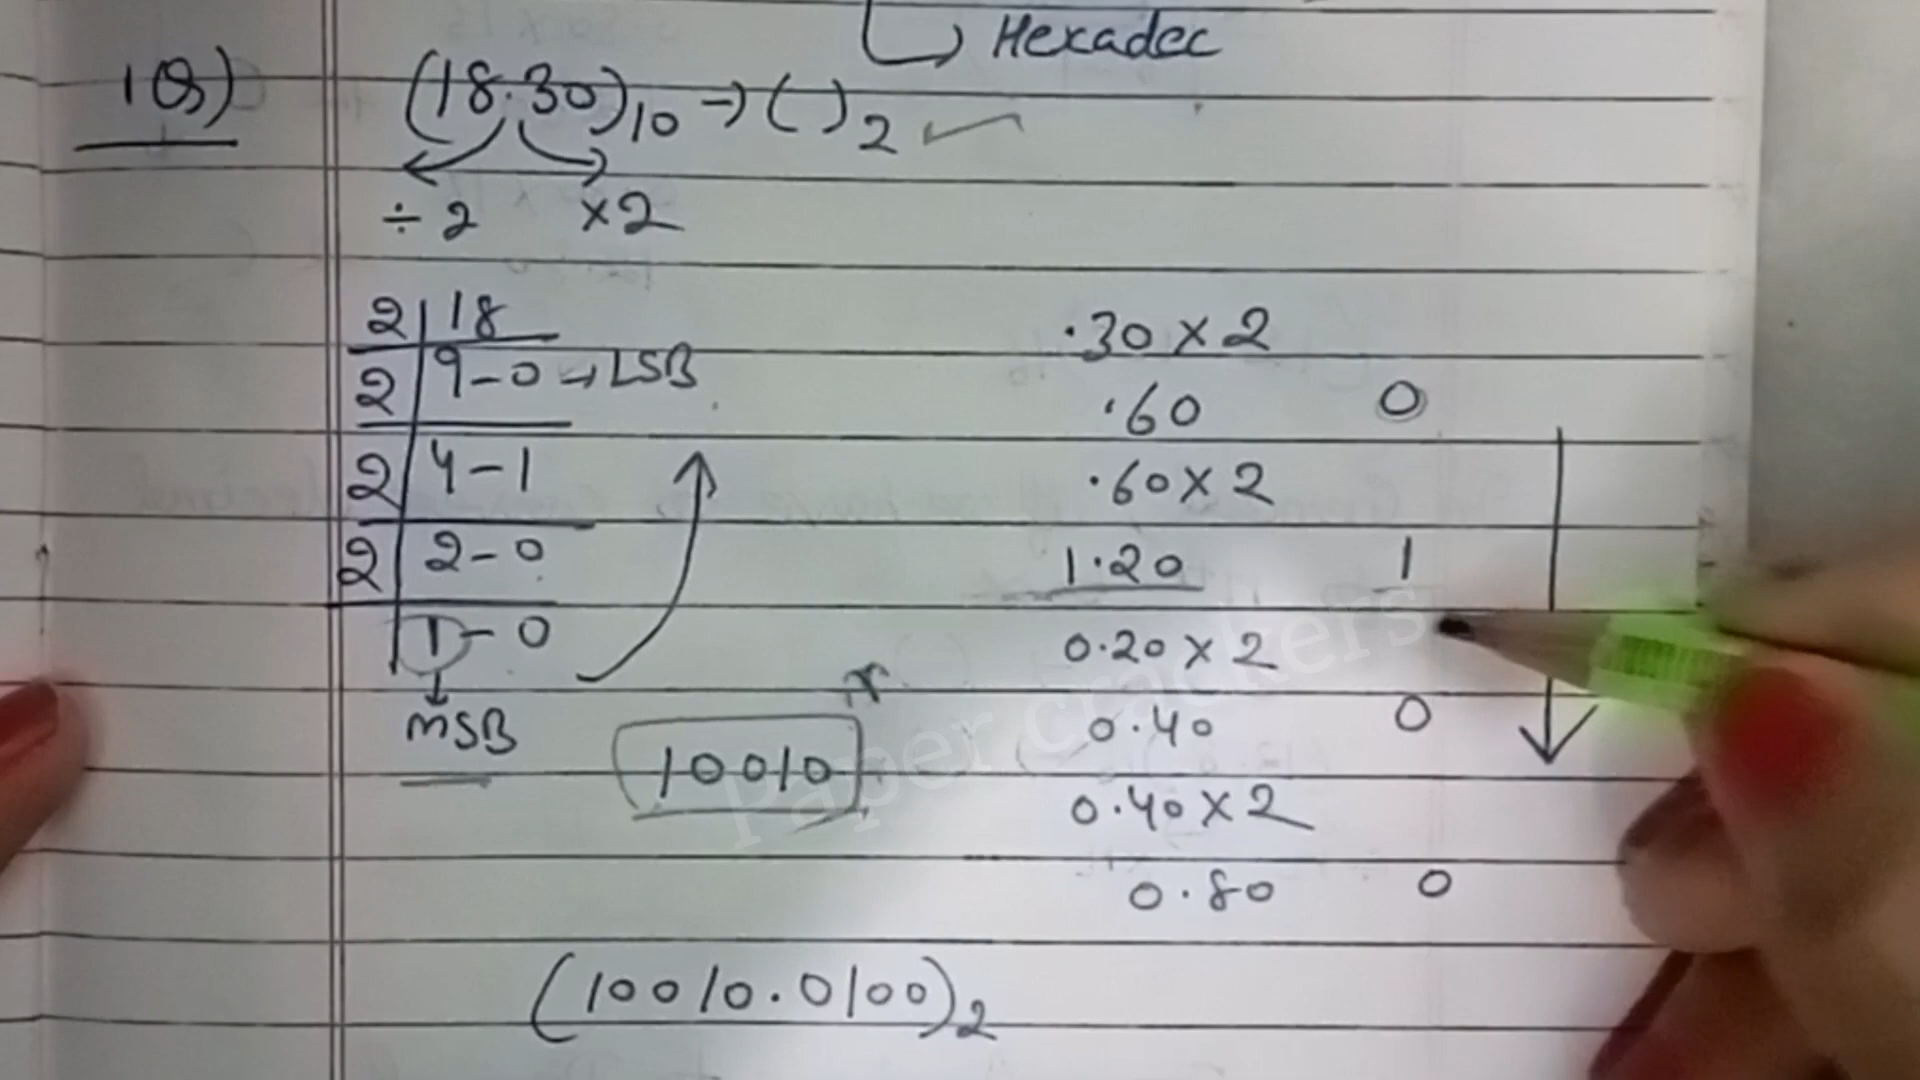 Hexadec
1Q) (18.30)10 → ( )2 ✓
÷ 2 × 2
2 | 18
2 | 9 - 0 → LSB
2 | 4 - 1
2 | 2 - 0
1 - 0
MSB
10010
.30 × 2
.60 0
.60 × 2
1.20 1
0.20 × 2
0.40 0
0.40 × 2
0.80 0
(10010.0100)2
Paper crackers